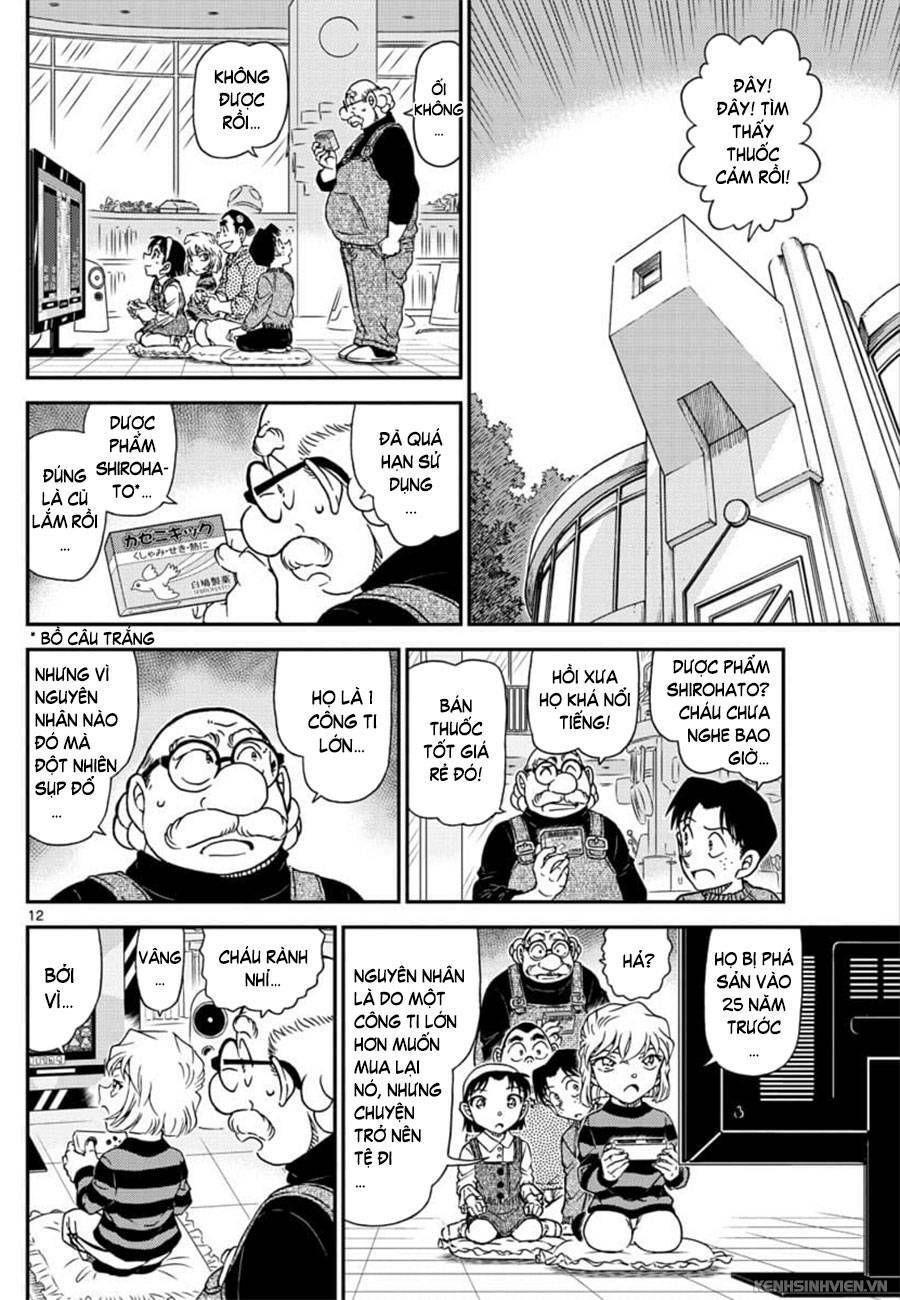 ĐÂY!
ĐÂY! TÌM
THẤY
THUỐC
CẢM RỒI!
ỐI
KHÔNG
...
KHÔNG
ĐƯỢC
RỒI...
ĐÃ QUÁ
HẠN SỬ
DỤNG
...
DƯỢC
PHẨM
SHIROHA-
TO*...
ĐÚNG
LÀ CŨ
LẮM RỒI
...
カゼニキック
くしゃみ・せき・熱に
白鳩製薬
* BỒ CÂU TRẮNG
DƯỢC PHẨM
SHIROHATO?
CHÁU CHƯA
NGHE BAO
GIỜ...
HỒI XƯA
HỌ KHÁ NỔI
TIẾNG!
BÁN
THUỐC
TỐT GIÁ
RẺ ĐÓ!
HỌ LÀ 1
CÔNG TI
LỚN...
NHƯNG VÌ
NGUYÊN
NHÂN NÀO
ĐÓ MÀ
ĐỘT NHIÊN
SỤP ĐỔ
...
12
HỌ BỊ PHÁ
SẢN VÀO
25 NĂM
TRƯỚC
...
HẢ?
NGUYÊN NHÂN
LÀ DO MỘT
CÔNG TI LỚN
HƠN MUỐN
MUA LẠI
NÓ, NHƯNG
CHUYỆN
TRỞ NÊN
TỆ ĐI
...
CHÁU RÀNH
NHỈ...
VÂNG
...
BỞI
VÌ...
KENHSINHVIEN.VN